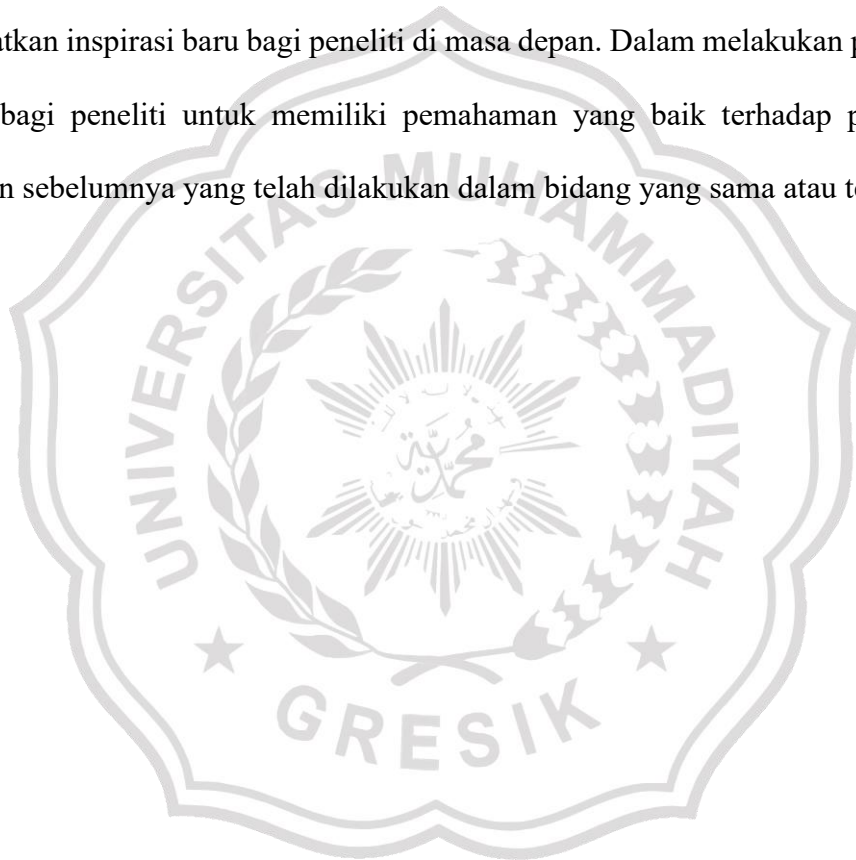 atkan inspirasi baru bagi peneliti di masa depan. Dalam melakukan p
bagi peneliti untuk memiliki pemahaman yang baik terhadap p
n sebelumnya yang telah dilakukan dalam bidang yang sama atau te
UNIVERSITAS MUHAMMADIYAH
محمدية
GRESIK